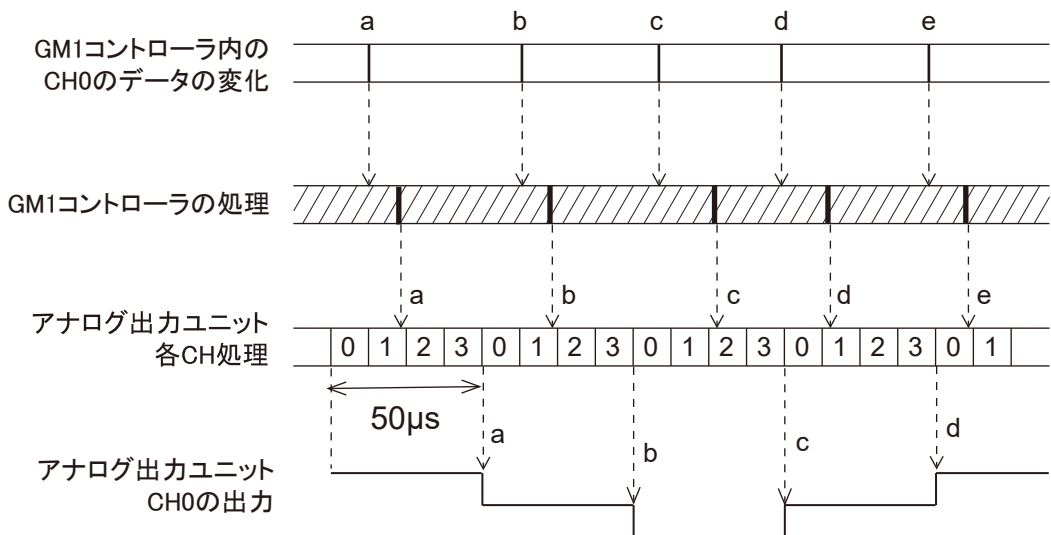 a b c d e
GM1コントローラ内の
CH0のデータの変化
GM1コントローラの処理
a b c d e
アナログ出力ユニット
各CH処理
0 1 2 3 0 1 2 3 0 1 2 3 0 1 2 3 0 1
50μs
a b c d
アナログ出力ユニット
CH0の出力